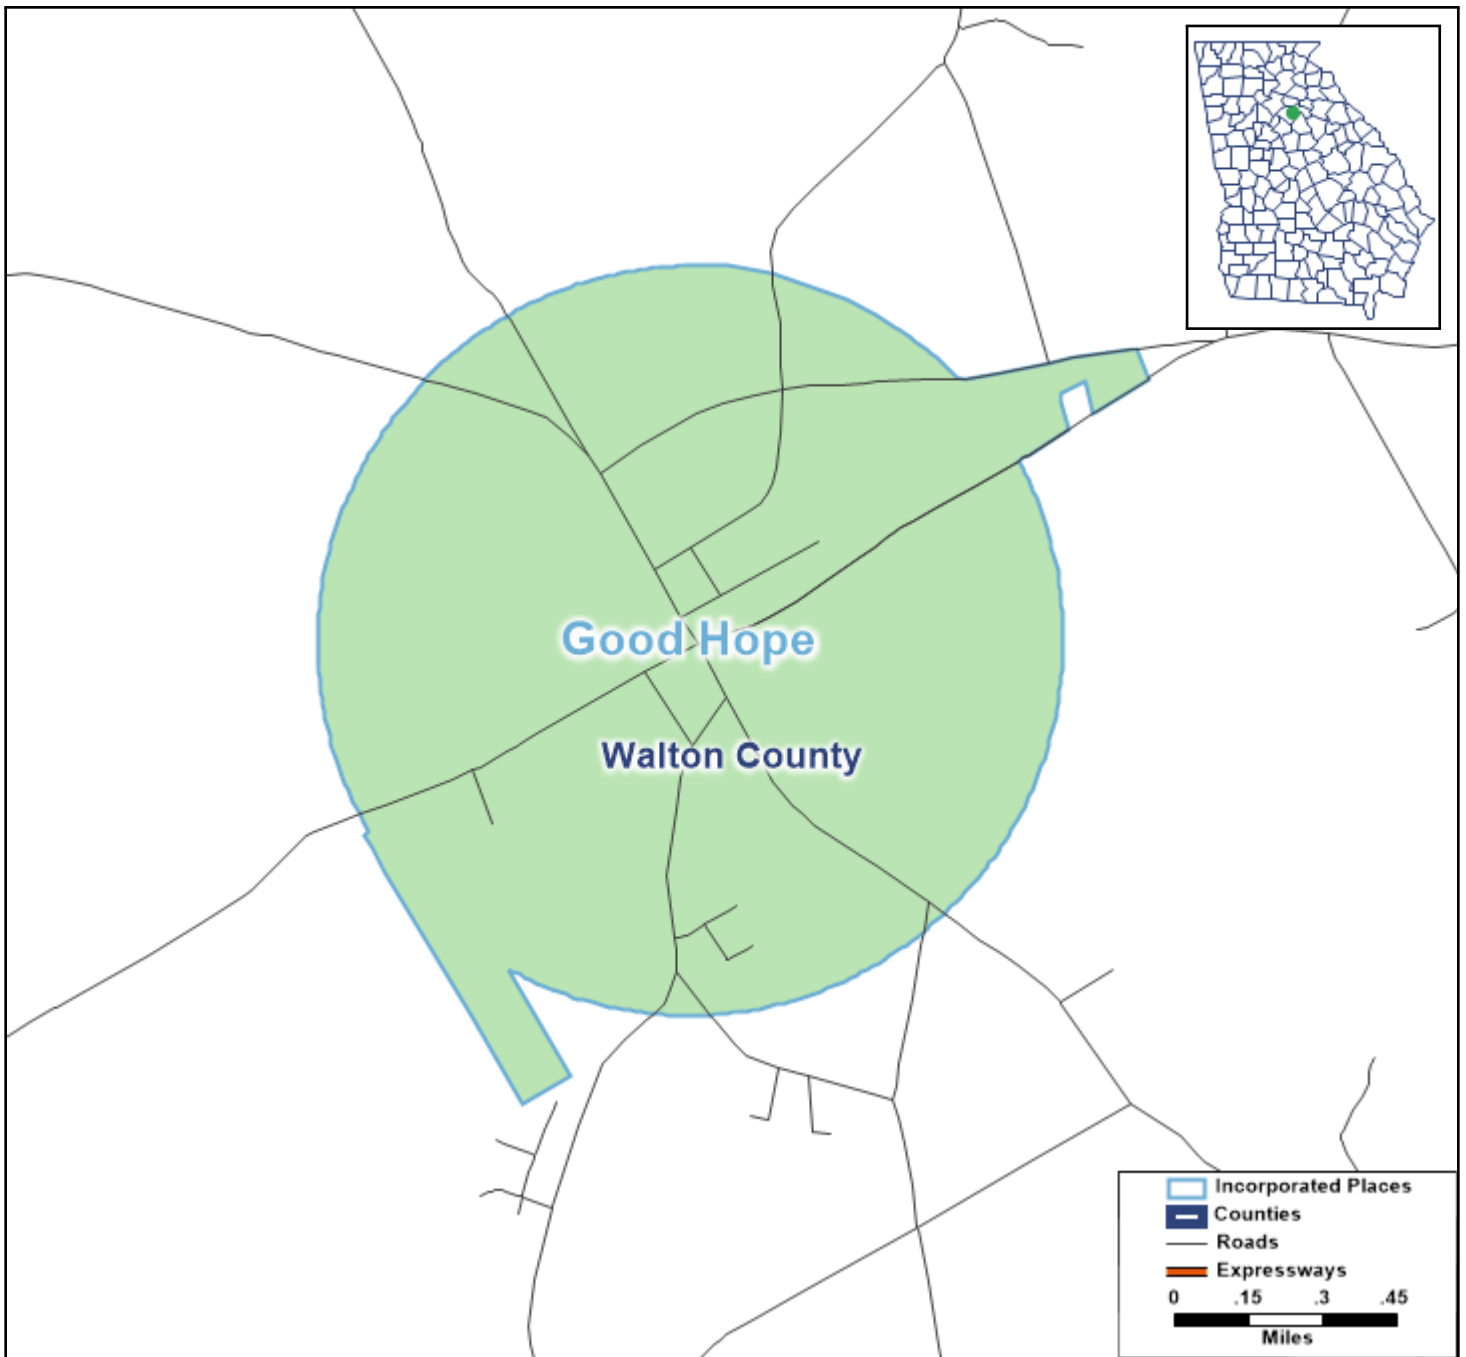 Good Hope
Walton County
Incorporated Places
Counties
Roads
Expressways
0 .15 .3 .45
Miles